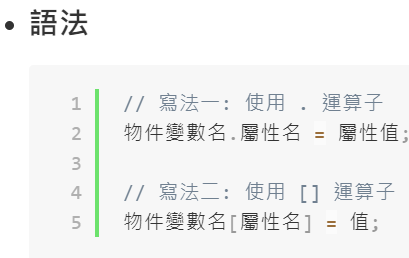 • 語法
1 // 寫法一: 使用 . 運算子
2 物件變數名.屬性名 = 屬性值;
3
4 // 寫法二: 使用 [] 運算子
5 物件變數名[屬性名] = 值;